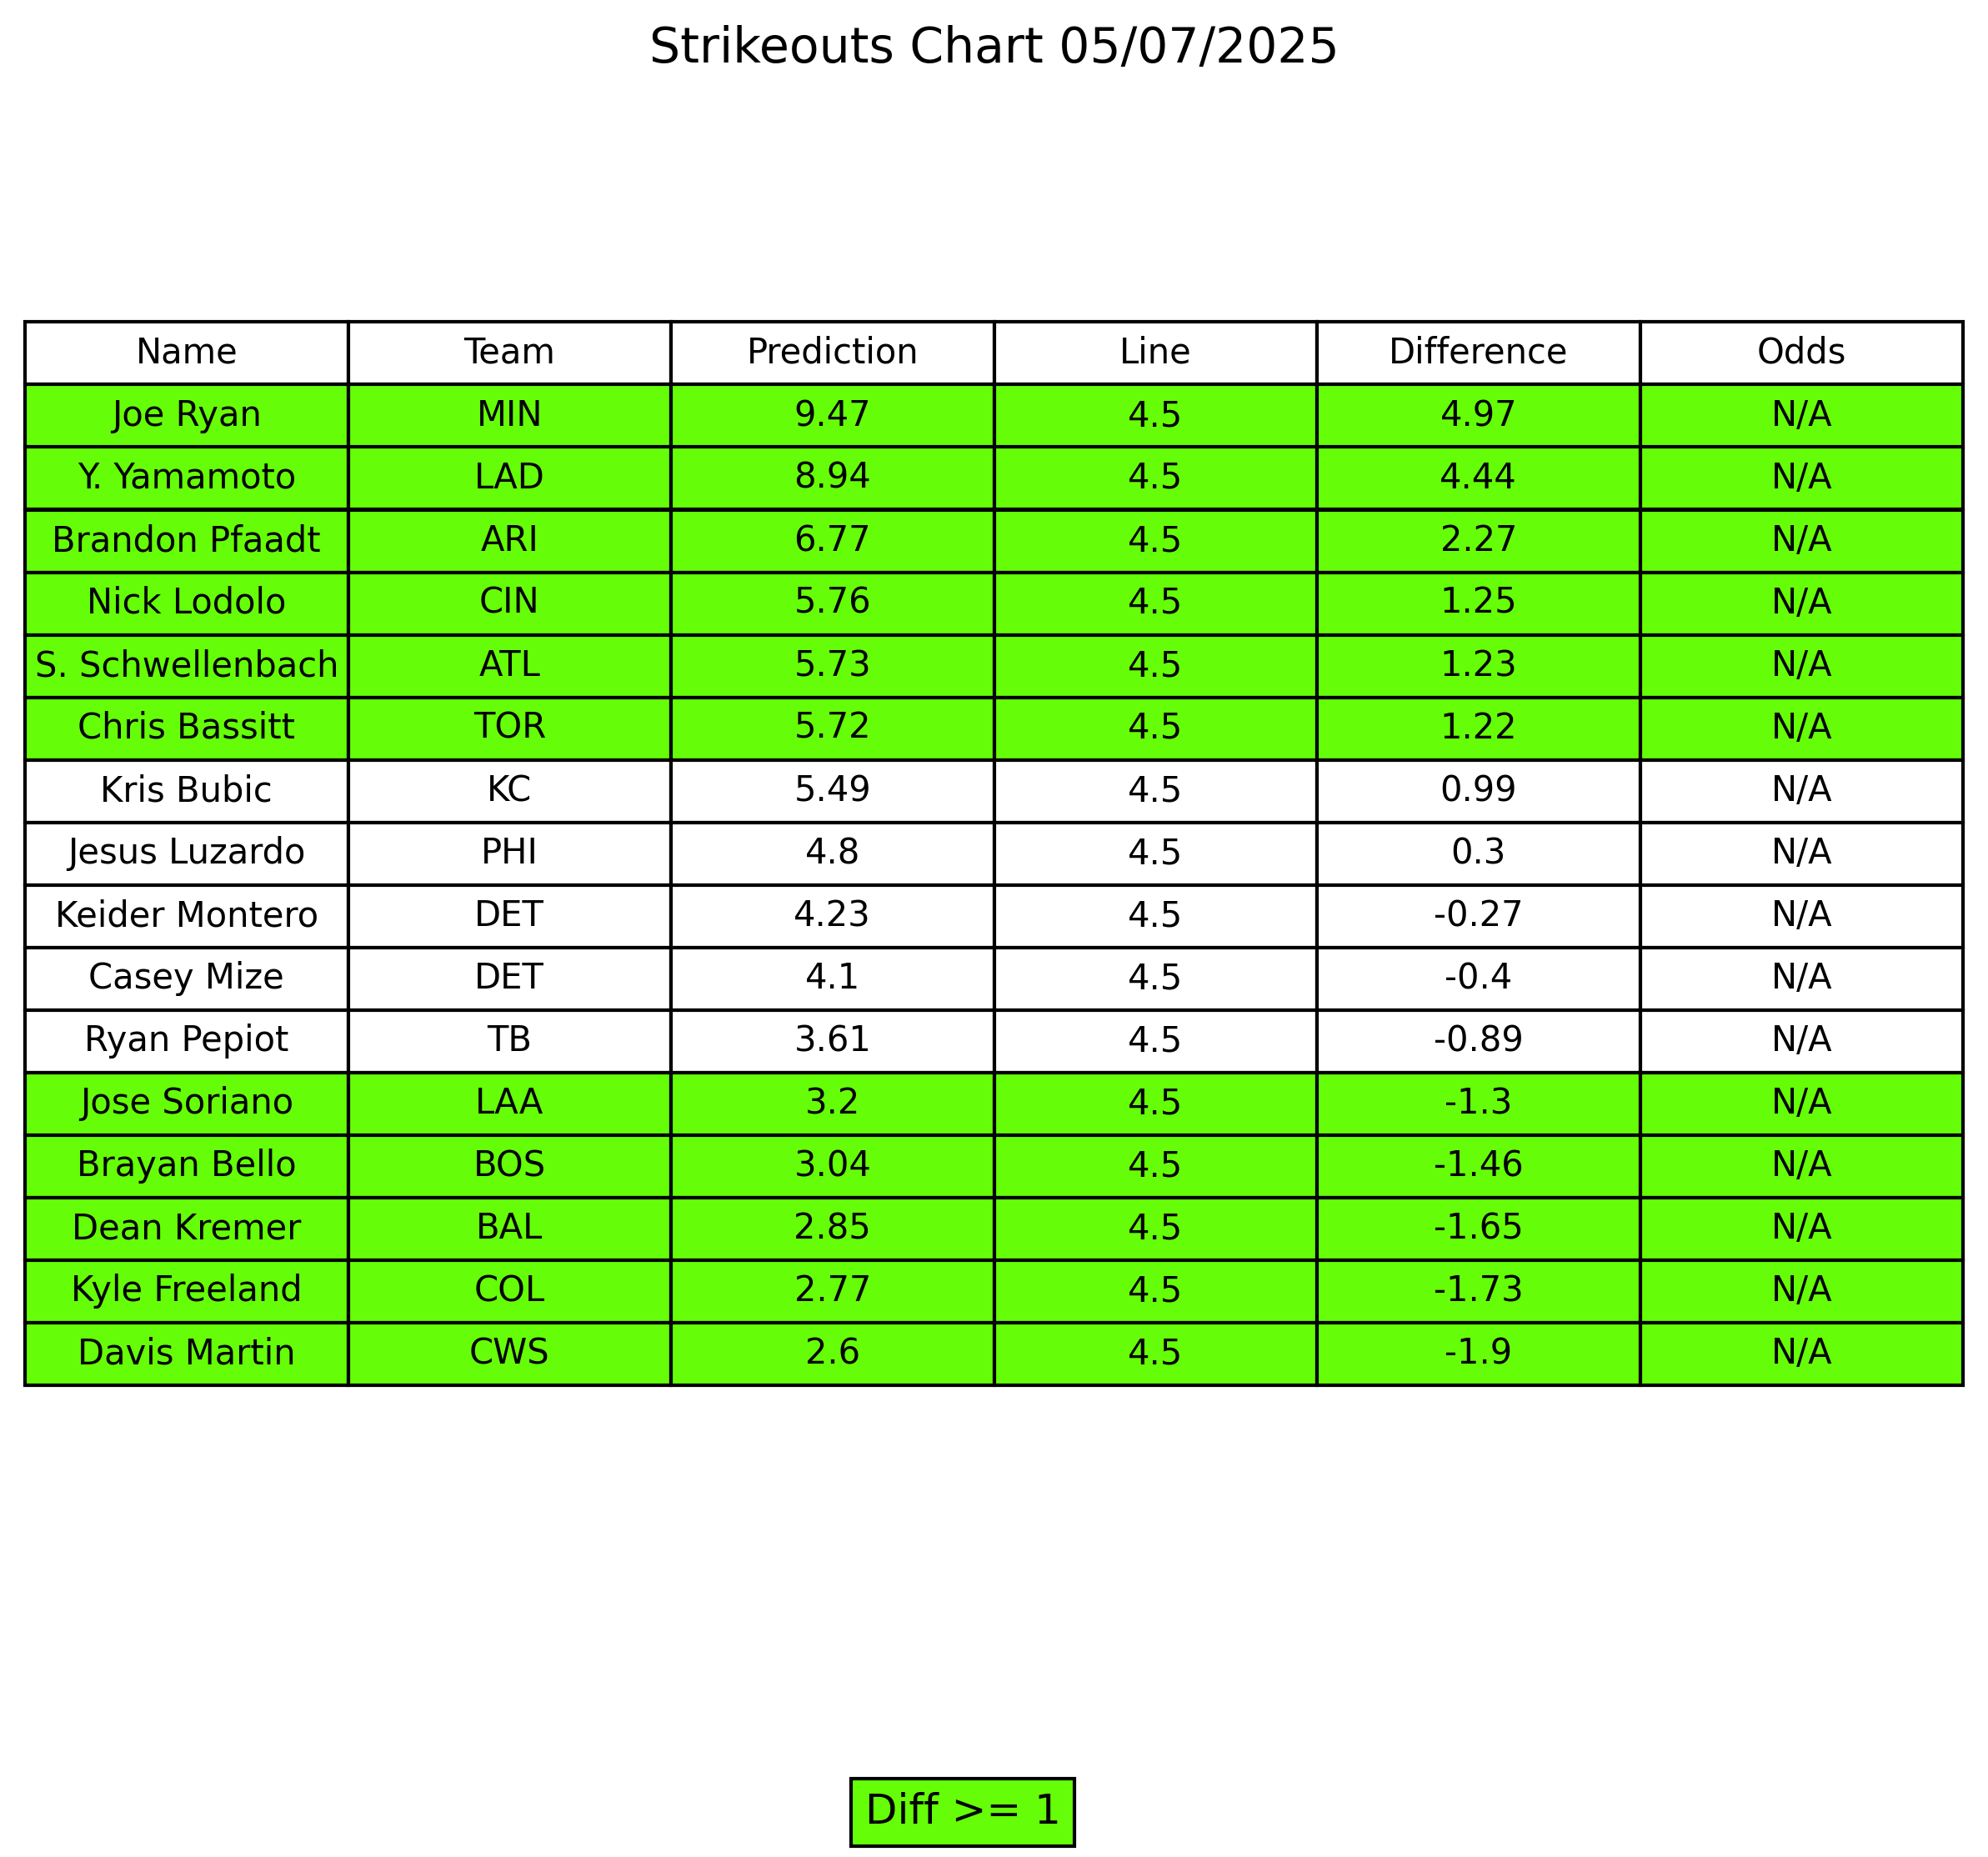 Strikeouts Chart 05/07/2025
Name Team Prediction Line Difference Odds
Joe Ryan MIN 9.47 4.5 4.97 N/A
Y. Yamamoto LAD 8.94 4.5 4.44 N/A
Brandon Pfaadt ARI 6.77 4.5 2.27 N/A
Nick Lodolo CIN 5.76 4.5 1.25 N/A
S. Schwellenbach ATL 5.73 4.5 1.23 N/A
Chris Bassitt TOR 5.72 4.5 1.22 N/A
Kris Bubic KC 5.49 4.5 0.99 N/A
Jesus Luzardo PHI 4.8 4.5 0.3 N/A
Keider Montero DET 4.23 4.5 -0.27 N/A
Casey Mize DET 4.1 4.5 -0.4 N/A
Ryan Pepiot TB 3.61 4.5 -0.89 N/A
Jose Soriano LAA 3.2 4.5 -1.3 N/A
Brayan Bello BOS 3.04 4.5 -1.46 N/A
Dean Kremer BAL 2.85 4.5 -1.65 N/A
Kyle Freeland COL 2.77 4.5 -1.73 N/A
Davis Martin CWS 2.6 4.5 -1.9 N/A
Diff >= 1